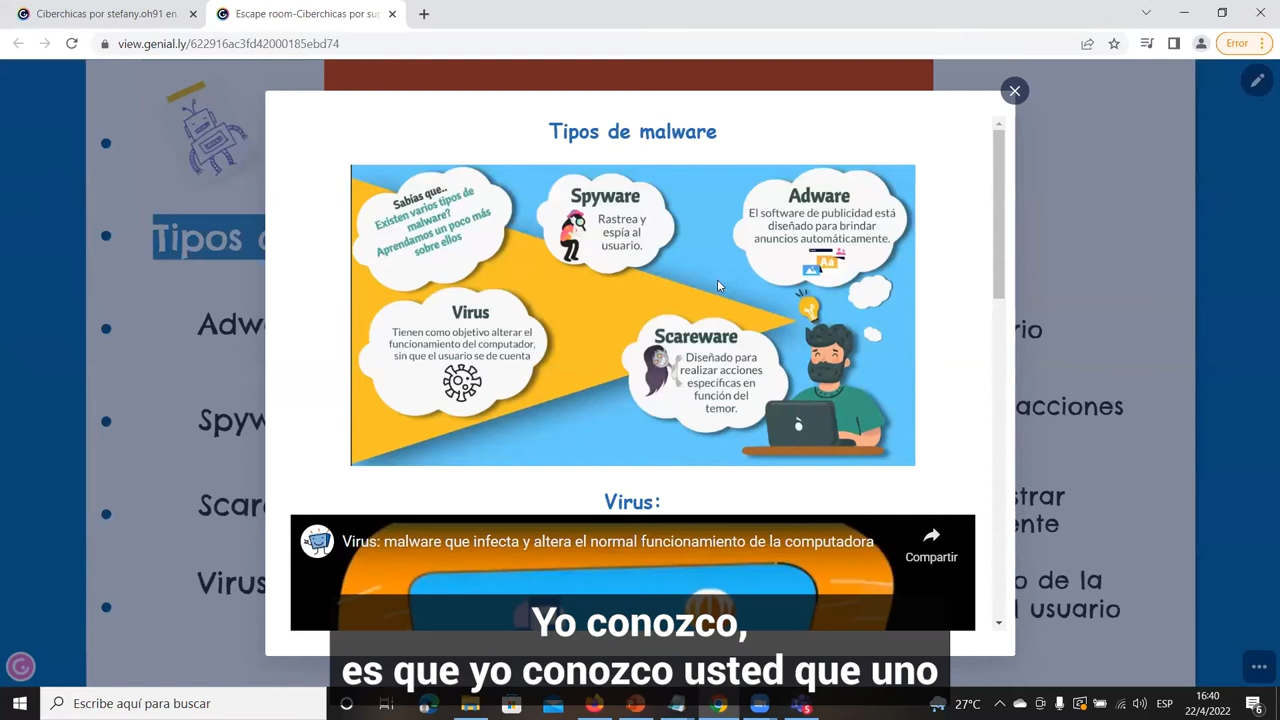 Ciberchicas por stefany.oh91 en
Escape room-Ciberchicas por su
view.genial.ly/622916ac3fd42000185ebd74
Error
Tipos de malware
Sabías que..
Existen varios tipos de
malware?
Aprendamos un poco más
sobre ellos
Spyware
Rastrea y
espía al
usuario.
Adware
El software de publicidad está
diseñado para brindar
anuncios automáticamente.
Aa
Virus
Tienen como objetivo alterar el
funcionamiento del computador,
sin que el usuario se de cuenta
Scareware
Diseñado para
realizar acciones
específicas en
función del
temor.
Tipos
Adw
Spyw
Scar
Virus
acciones
usuario
Virus:
Virus: malware que infecta y altera el normal funcionamiento de la computadora
Compartir
Yo conozco,
es que yo conozco usted que uno
Escribe aquí para buscar
27°C
ESP
16:40
22/4/2022
6